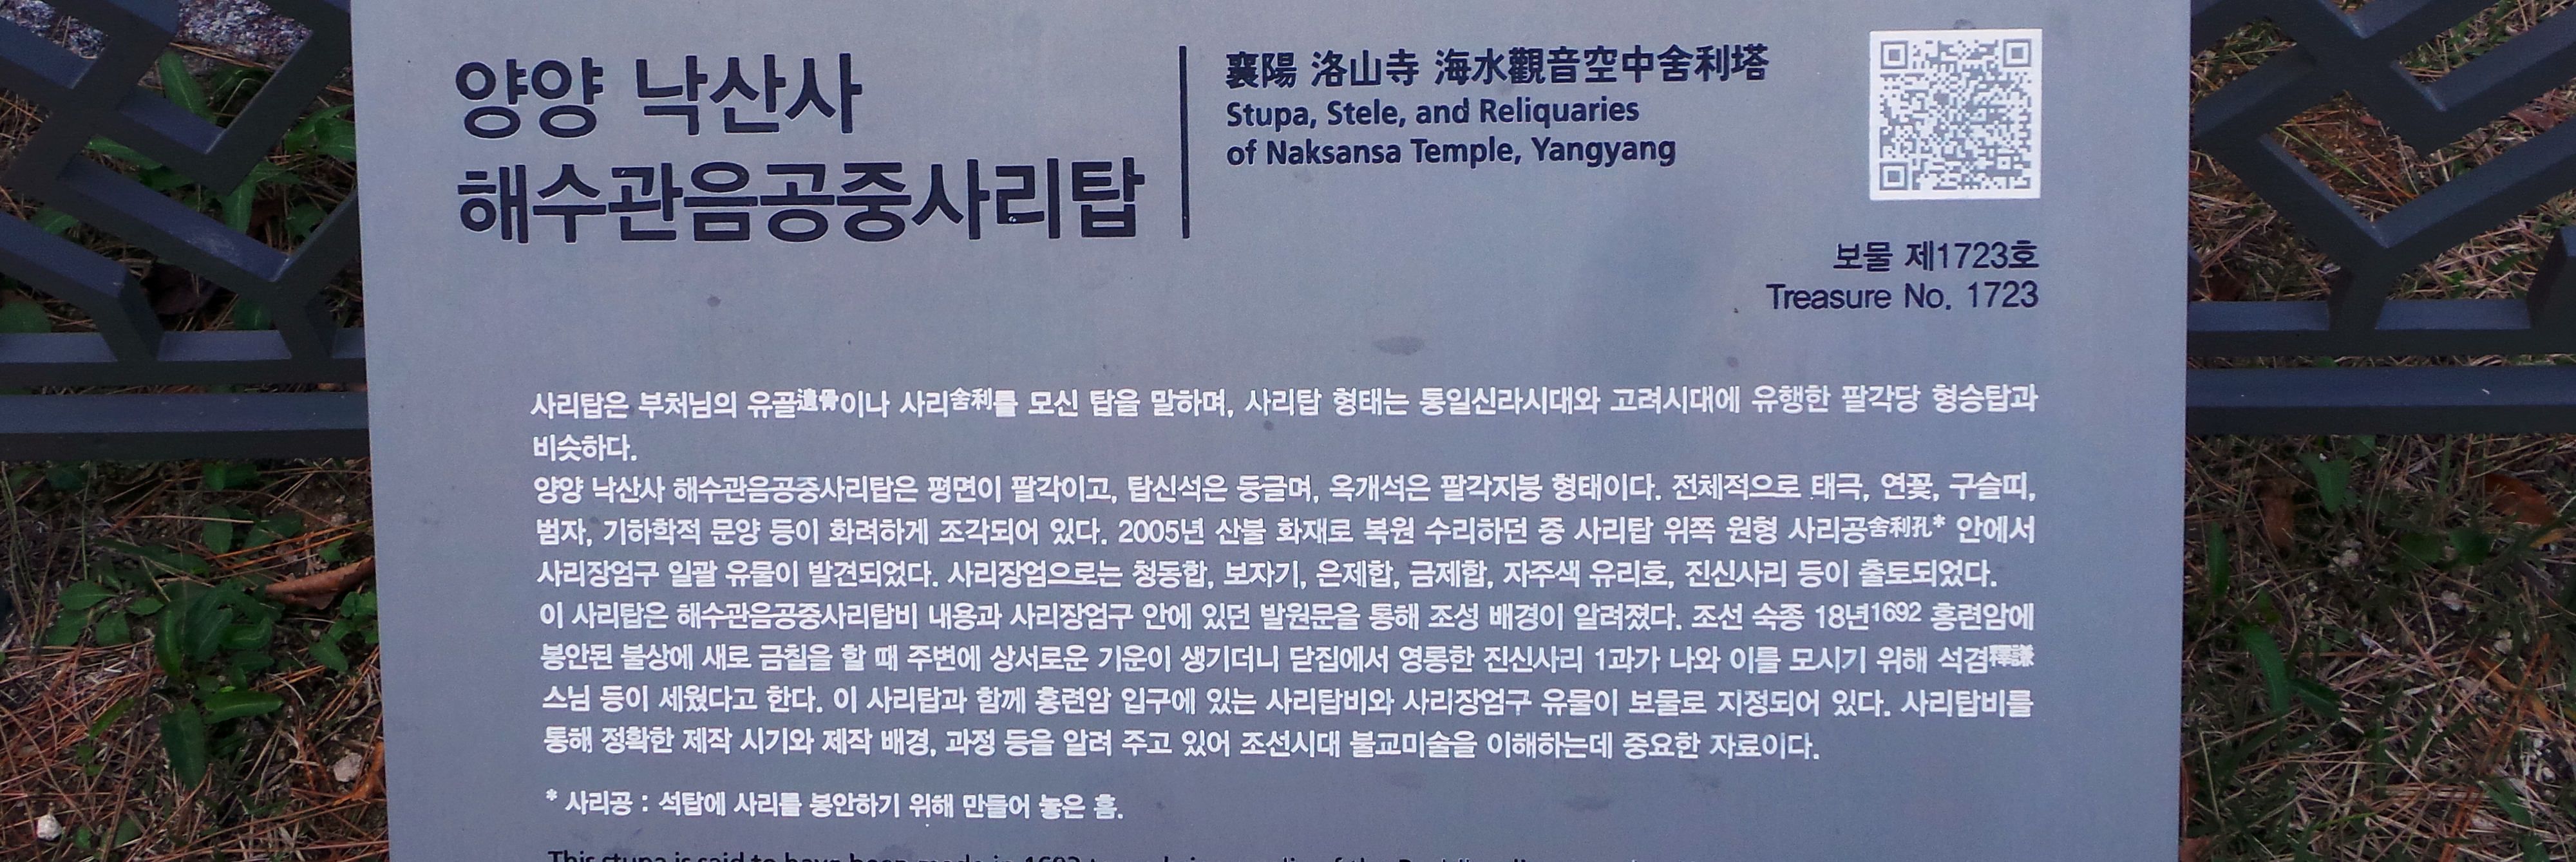 양양 낙산사
해수관음공중사리탑
襄陽 洛山寺 海水觀音空中舍利塔
Stupa, Stele, and Reliquaries
of Naksansa Temple, Yangyang
보물 제1723호
Treasure No. 1723
사리탑은 부처님의 유골遺骨이나 사리舍利를 모신 탑을 말하며, 사리탑 형태는 통일신라시대와 고려시대에 유행한 팔각당 형승탑과
비슷하다.
양양 낙산사 해수관음공중사리탑은 평면이 팔각이고, 탑신석은 둥글며, 옥개석은 팔각지붕 형태이다. 전체적으로 태극, 연꽃, 구슬띠,
범자, 기하학적 문양 등이 화려하게 조각되어 있다. 2005년 산불 화재로 복원 수리하던 중 사리탑 위쪽 원형 사리공舍利孔* 안에서
사리장엄구 일괄 유물이 발견되었다. 사리장엄으로는 청동합, 보자기, 은제합, 금제합, 자주색 유리호, 진신사리 등이 출토되었다.
이 사리탑은 해수관음공중사리탑비 내용과 사리장엄구 안에 있던 발원문을 통해 조성 배경이 알려졌다. 조선 숙종 18년1692 홍련암에
봉안된 불상에 새로 금칠을 할 때 주변에 상서로운 기운이 생기더니 닫집에서 영롱한 진신사리 1과가 나와 이를 모시기 위해 석겸釋謙
스님 등이 세웠다고 한다. 이 사리탑과 함께 홍련암 입구에 있는 사리탑비와 사리장엄구 유물이 보물로 지정되어 있다. 사리탑비를
통해 정확한 제작 시기와 제작 배경, 과정 등을 알려 주고 있어 조선시대 불교미술을 이해하는데 중요한 자료이다.
* 사리공 : 석탑에 사리를 봉안하기 위해 만들어 놓은 홈.
This stupa is said to have been made in 1692